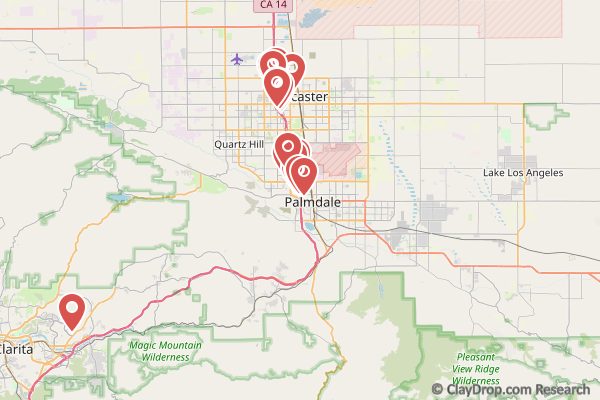 CA 14
caster
Quartz Hill
Lake Los Angeles
Palmdale
Clarita
Magic Mountain
Wilderness
Pleasant
View Ridge
Wilderness
© ClayDrop.com Research